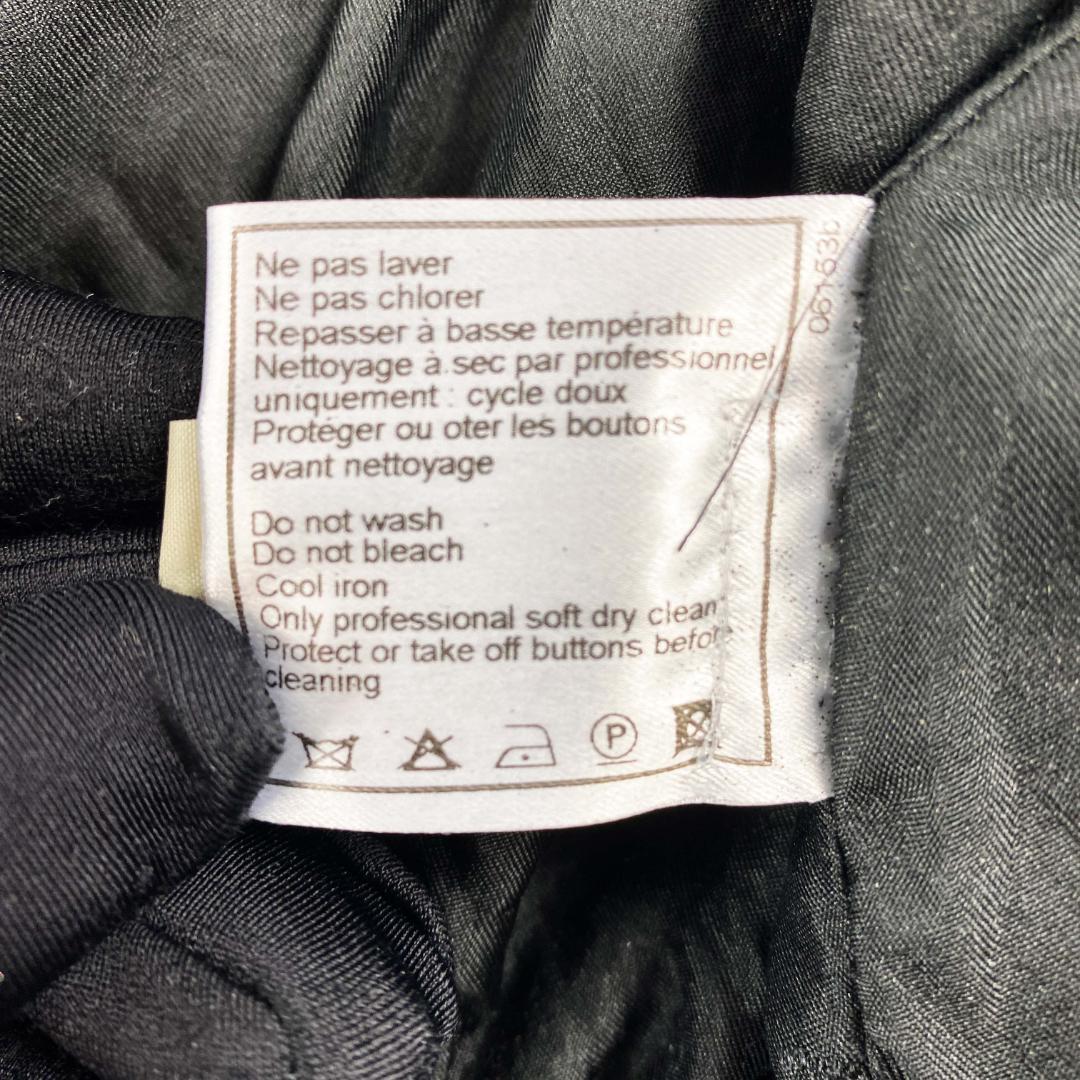 Ne pas laver
Ne pas chlorer
Repasser à basse température
Nettoyage à sec par professionnel
uniquement : cycle doux
Protéger ou oter les boutons
avant nettoyage
Do not wash
Do not bleach
Cool iron
Only professional soft dry clean
Protect or take off buttons befor
cleaning
P